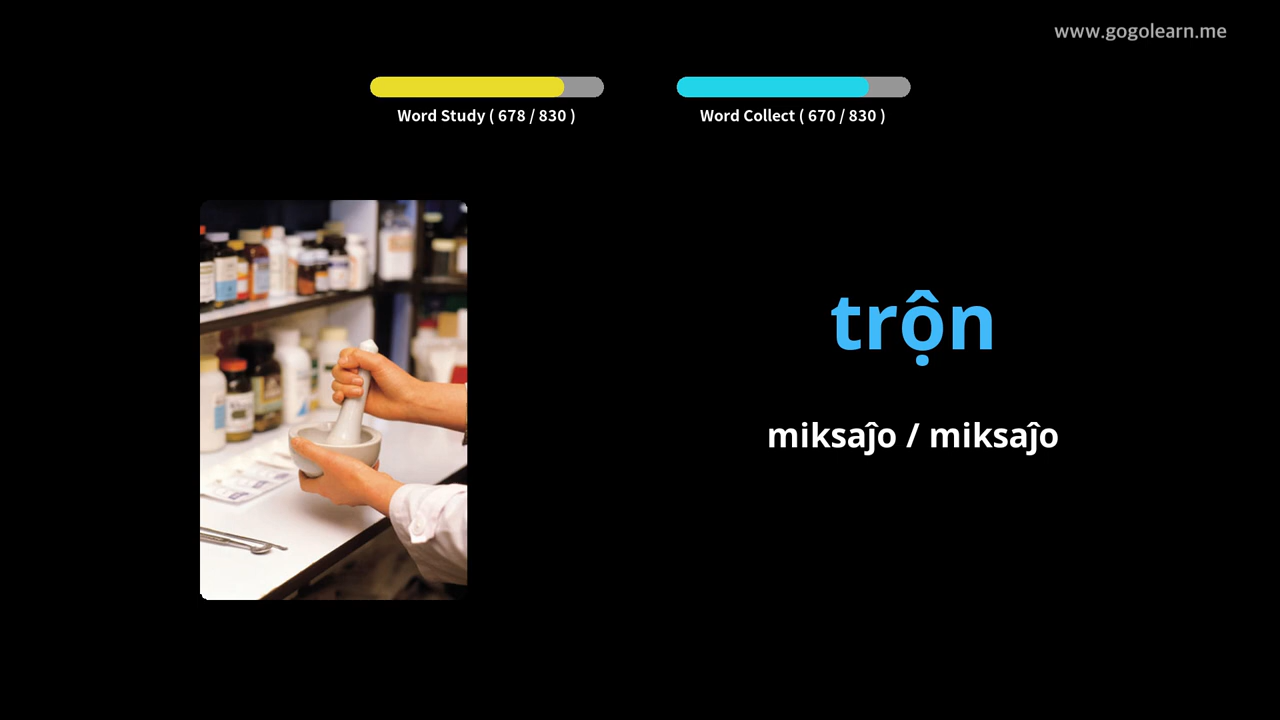 www.gogolearn.me
Word Study ( 678 / 830 )
Word Collect ( 670 / 830 )
trộn
miksaĵo / miksaĵo